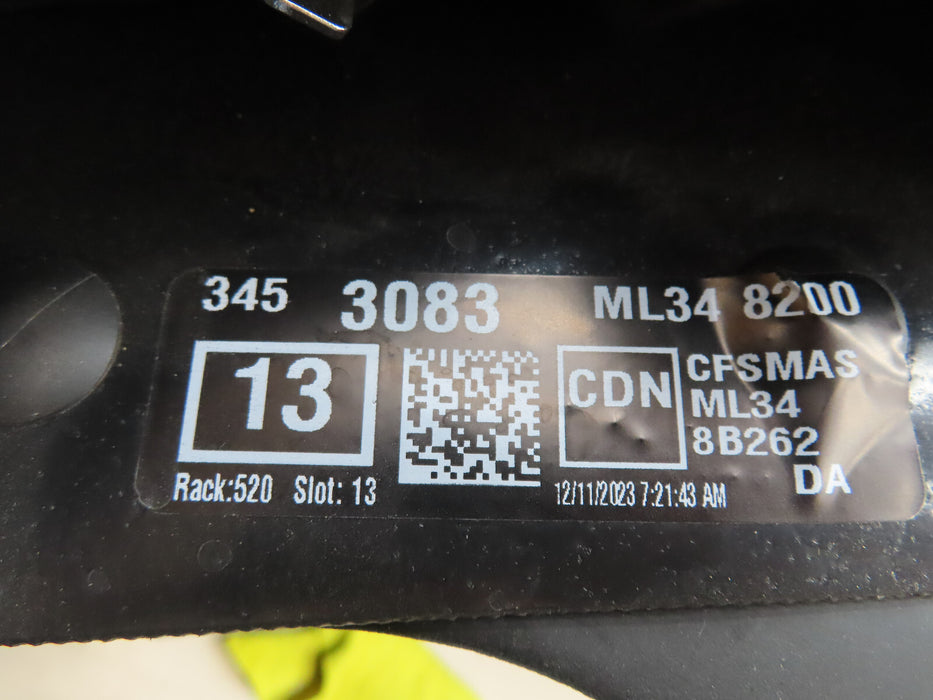 345 3083 ML34 8200
13
CDN
CFSMAS
ML34
8B262
DA
Rack:520 Slot: 13
12/11/2023 7:21:43 AM